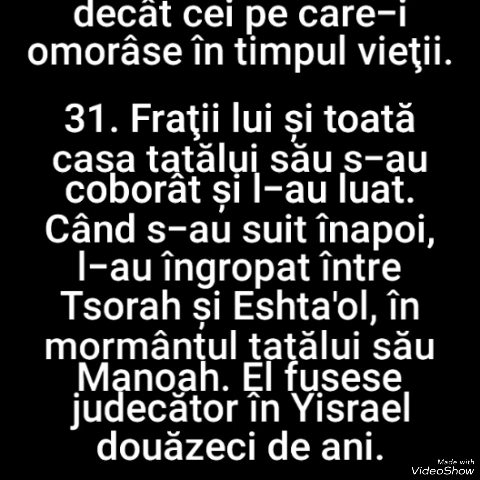 decât cei pe care-i
omorâse în timpul vieţii.
31. Fraţii lui și toată
casa tatălui său s-au
coborât și l-au luat.
Când s-au suit înapoi,
l-au îngropat între
Tsorah și Eshta'ol, în
mormântul tatălui său
Manoah. El fusese
judecător în Yisrael
douăzeci de ani.
Made with
VideoShow